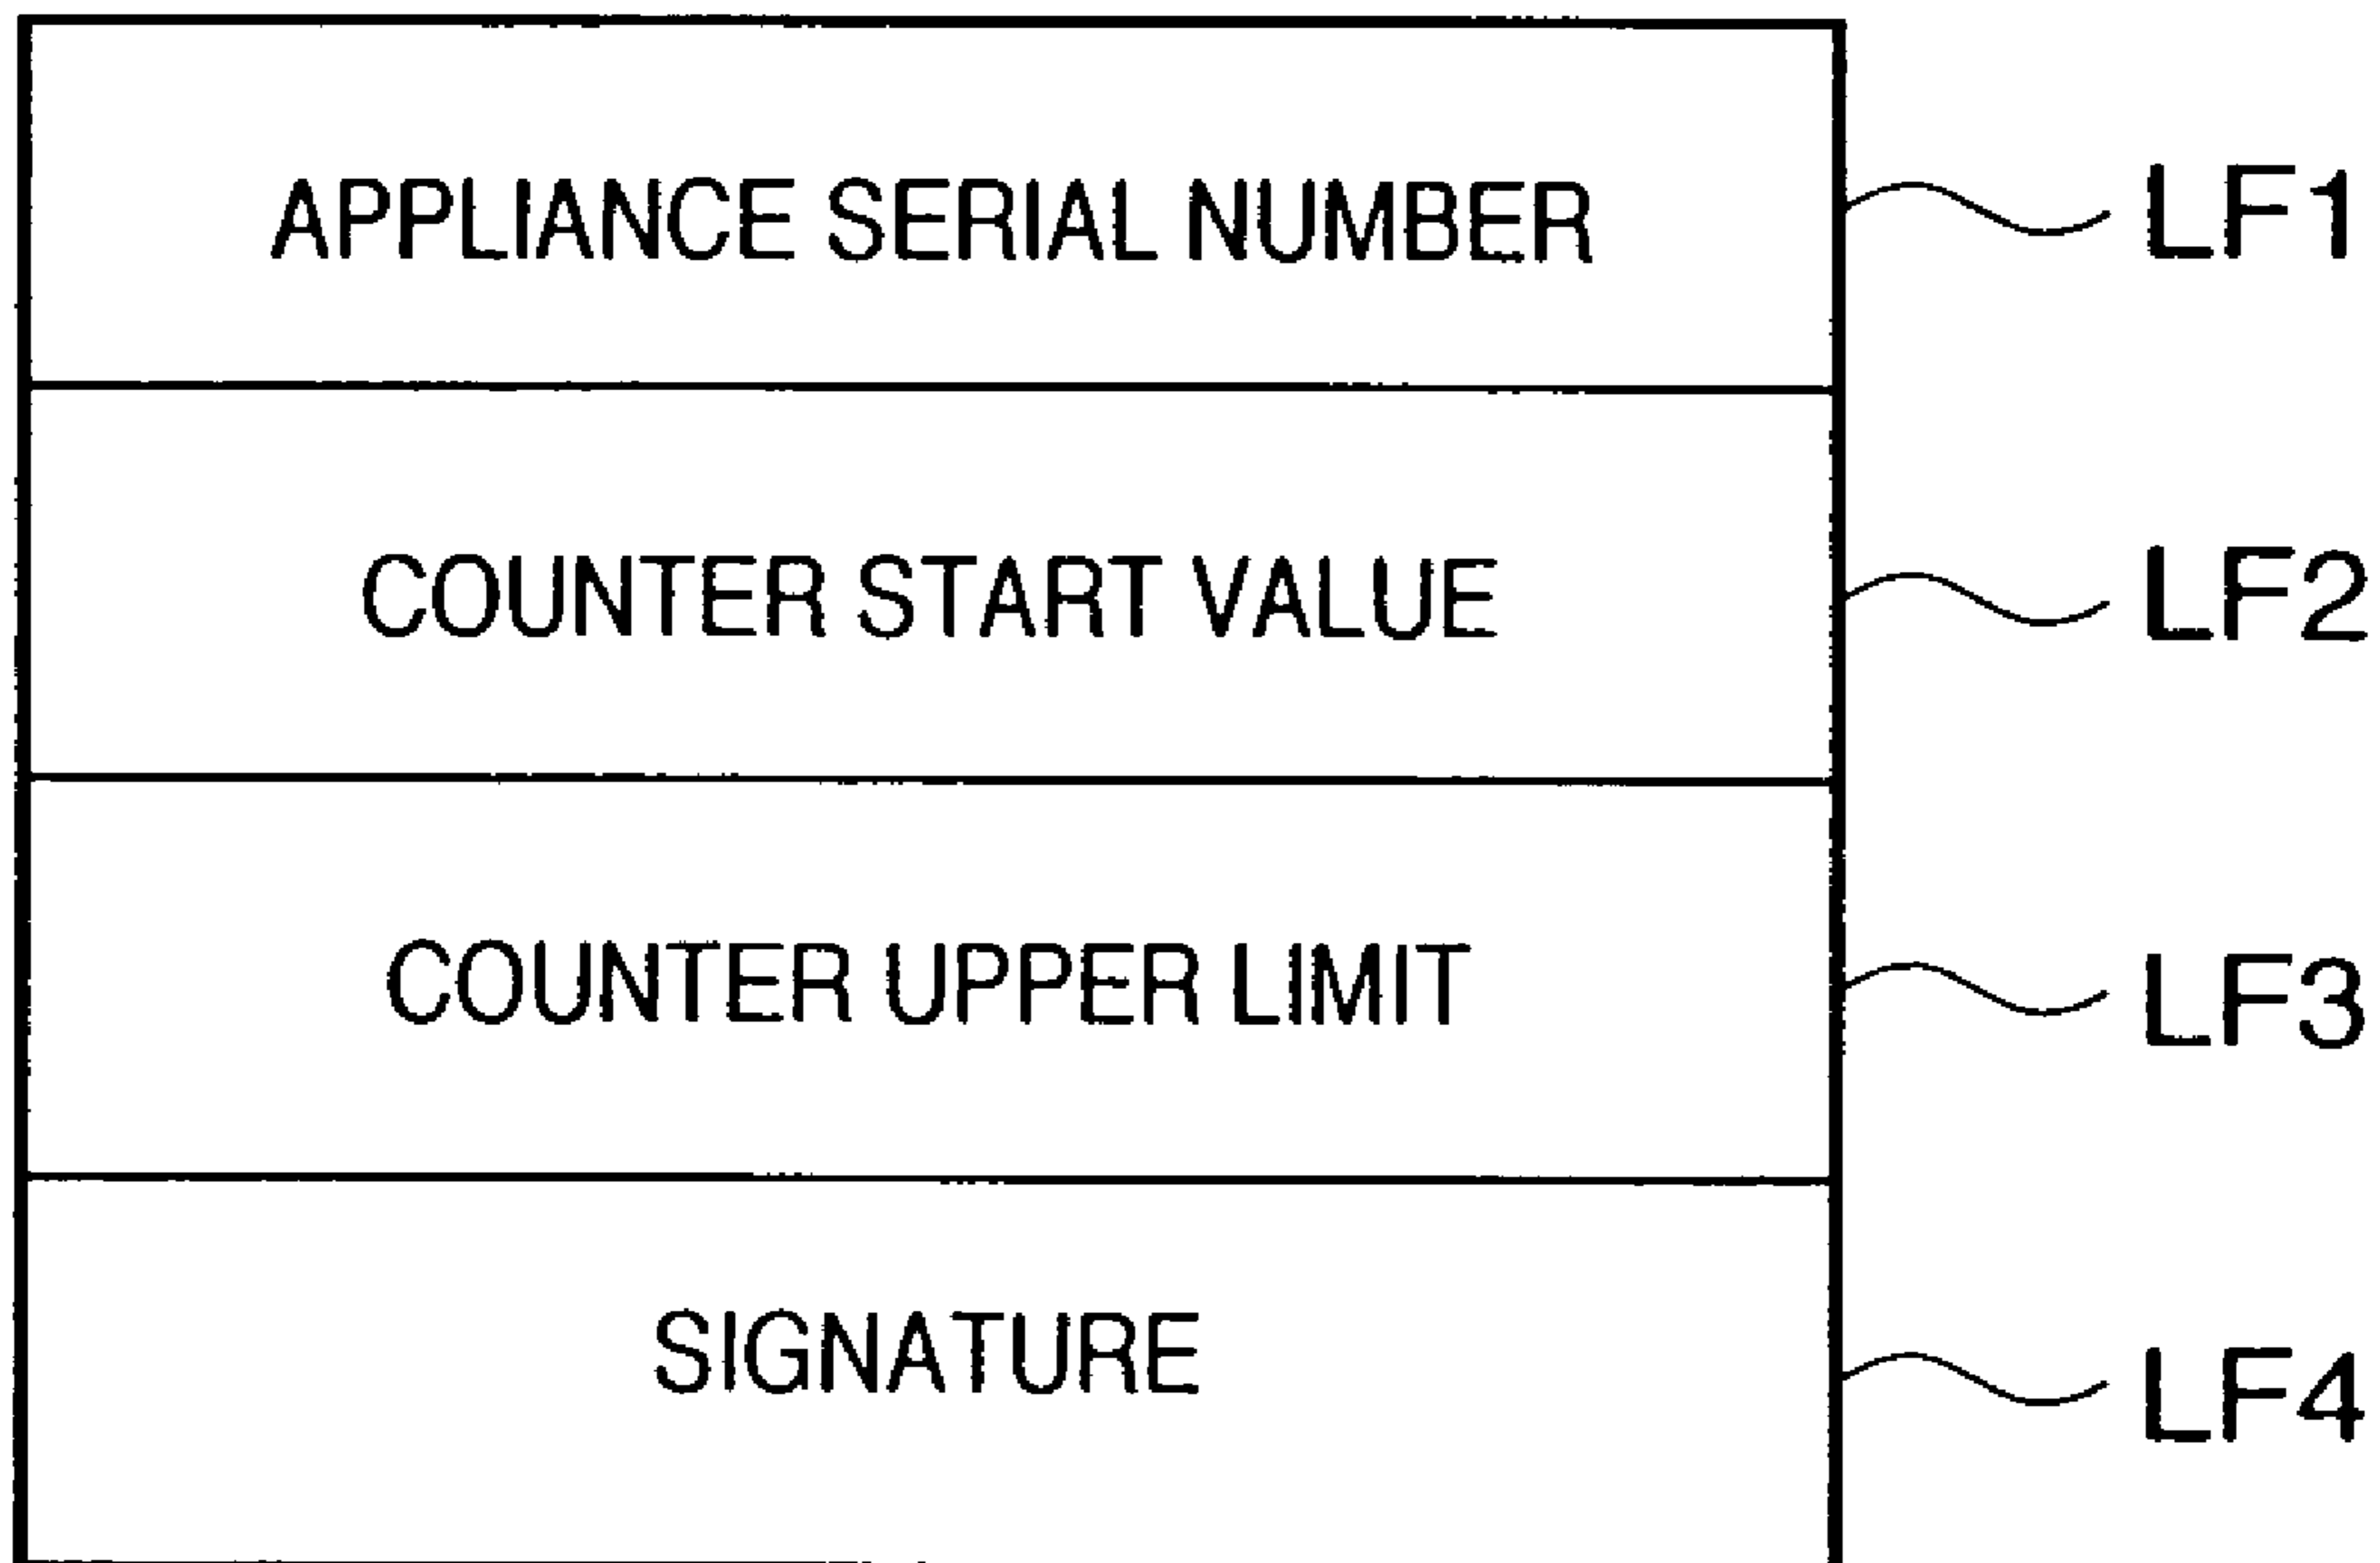 APPLIANCE SERIAL NUMBER LF1
COUNTER START VALUE LF2
COUNTER UPPER LIMIT LF3
SIGNATURE LF4